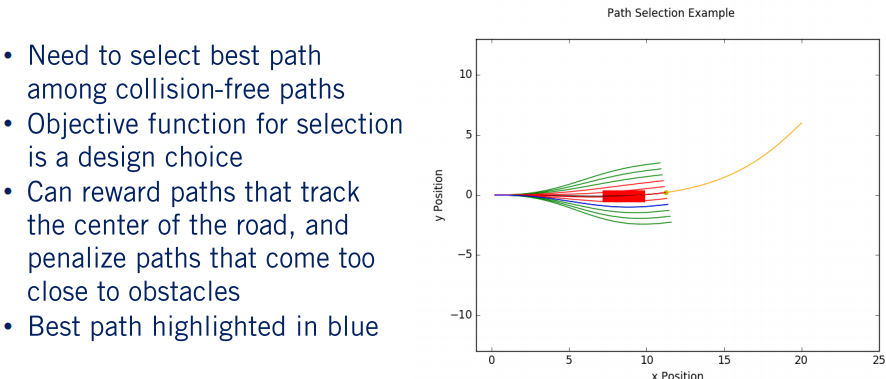 • Need to select best path
among collision-free paths
• Objective function for selection
is a design choice
• Can reward paths that track
the center of the road, and
penalize paths that come too
close to obstacles
• Best path highlighted in blue
Path Selection Example
10
5
0
−5
−10
y Position
0 5 10 15 20 25
x Position